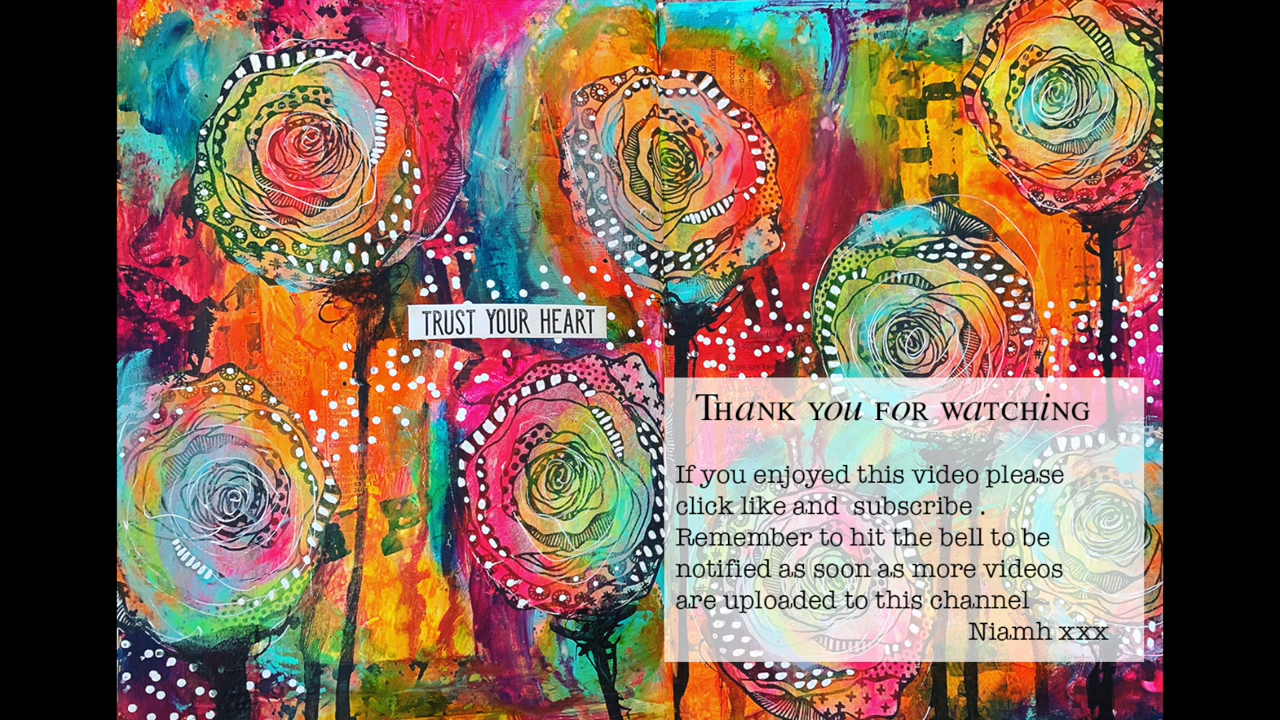 TRUST YOUR HEART
Thank you for watching
If you enjoyed this video please
click like and subscribe .
Remember to hit the bell to be
notified as soon as more videos
are uploaded to this channel
Niamh xxx